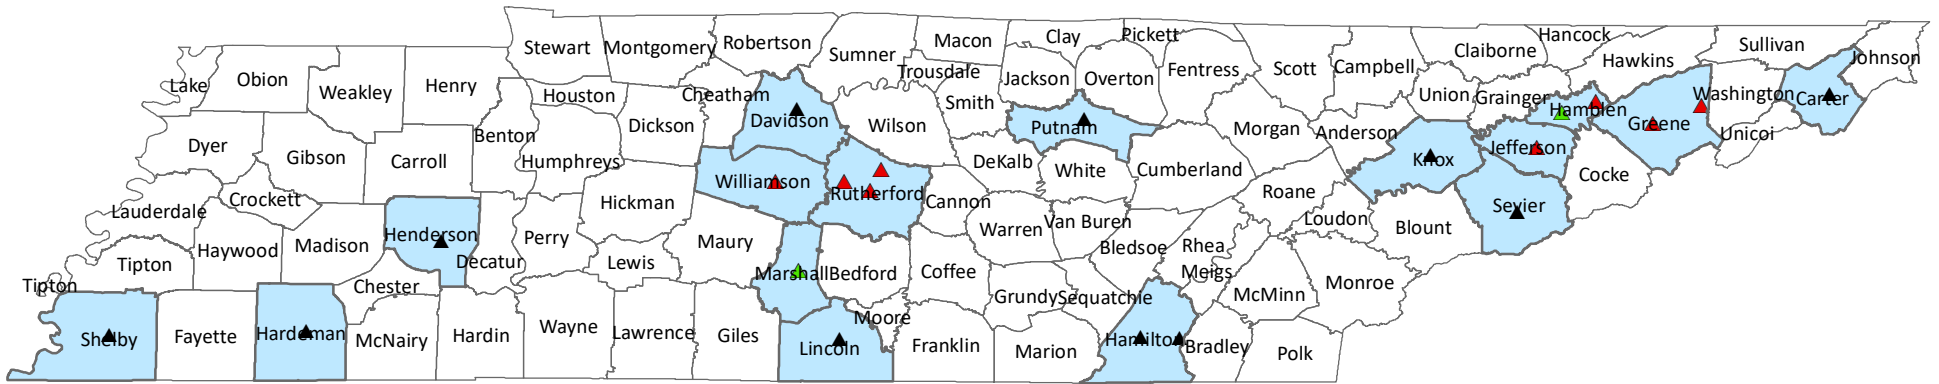 Stewart
Montgomery
Robertson
Sumner
Macon
Clay
Pickett
Hancock
Claiborne
Sullivan
Johnson
Lake
Obion
Weakley
Henry
Houston
Cheatham
Trousdale
Jackson
Overton
Fentress
Scott
Campbell
Hawkins
Union
Grainger
Washington
Carter
Dyer
Gibson
Carroll
Benton
Humphreys
Dickson
Davidson
Wilson
Smith
Putnam
Morgan
Anderson
Hamblen
Greene
Unicoi
Lauderdale
Crockett
Hickman
Williamson
Rutherford
Cannon
DeKalb
White
Cumberland
Roane
Knox
Jefferson
Cocke
Tipton
Haywood
Madison
Henderson
Decatur
Perry
Lewis
Maury
Warren
Van Buren
Bledsoe
Rhea
Meigs
Loudon
Blount
Sevier
Tipton
Chester
Marshall
Bedford
Coffee
Grundy
Sequatchie
McMinn
Monroe
Shelby
Fayette
Hardeman
McNairy
Hardin
Wayne
Lawrence
Giles
Lincoln
Moore
Franklin
Marion
Hamilton
Bradley
Polk